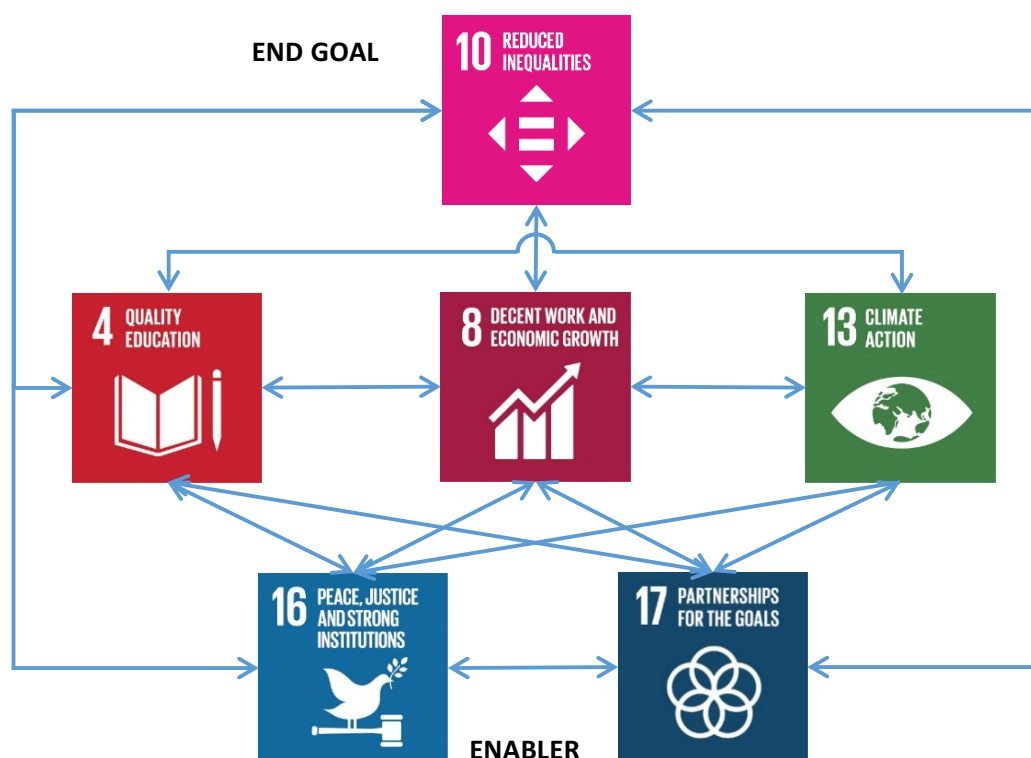 END GOAL
10 REDUCED
INEQUALITIES
4 QUALITY
EDUCATION
8 DECENT WORK AND
ECONOMIC GROWTH
13 CLIMATE
ACTION
16 PEACE, JUSTICE
AND STRONG
INSTITUTIONS
17 PARTNERSHIPS
FOR THE GOALS
ENABLER